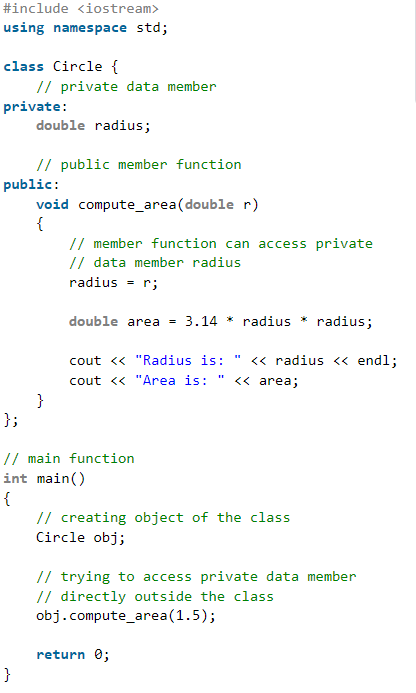 #include <iostream>
using namespace std;

class Circle {
    // private data member
private:
    double radius;

    // public member function
public:
    void compute_area(double r)
    {
        // member function can access private
        // data member radius
        radius = r;

        double area = 3.14 * radius * radius;

        cout << "Radius is: " << radius << endl;
        cout << "Area is: " << area;
    }
};

// main function
int main()
{
    // creating object of the class
    Circle obj;

    // trying to access private data member
    // directly outside the class
    obj.compute_area(1.5);

    return 0;
}